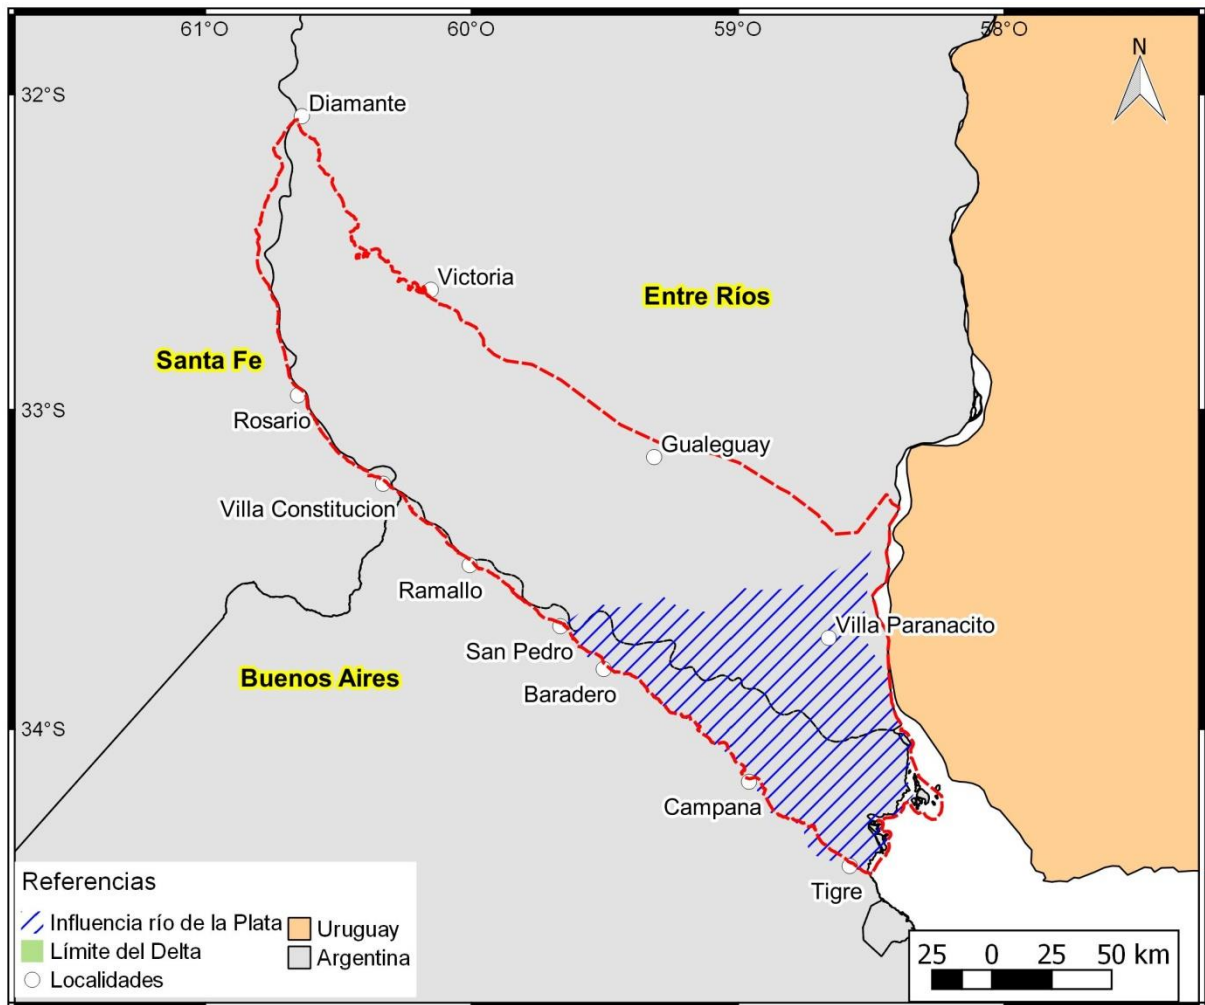 61°O
60°O
59°O
58°O
N
32°S
Diamante
Victoria
Entre Ríos
Santa Fe
33°S
Rosario
Gualeguay
Villa Constitucion
Ramallo
Villa Paranacito
San Pedro
Buenos Aires
Baradero
34°S
Campana
Tigre
Referencias
Influencia río de la Plata
Límite del Delta
Localidades
Uruguay
Argentina
25 0 25 50 km